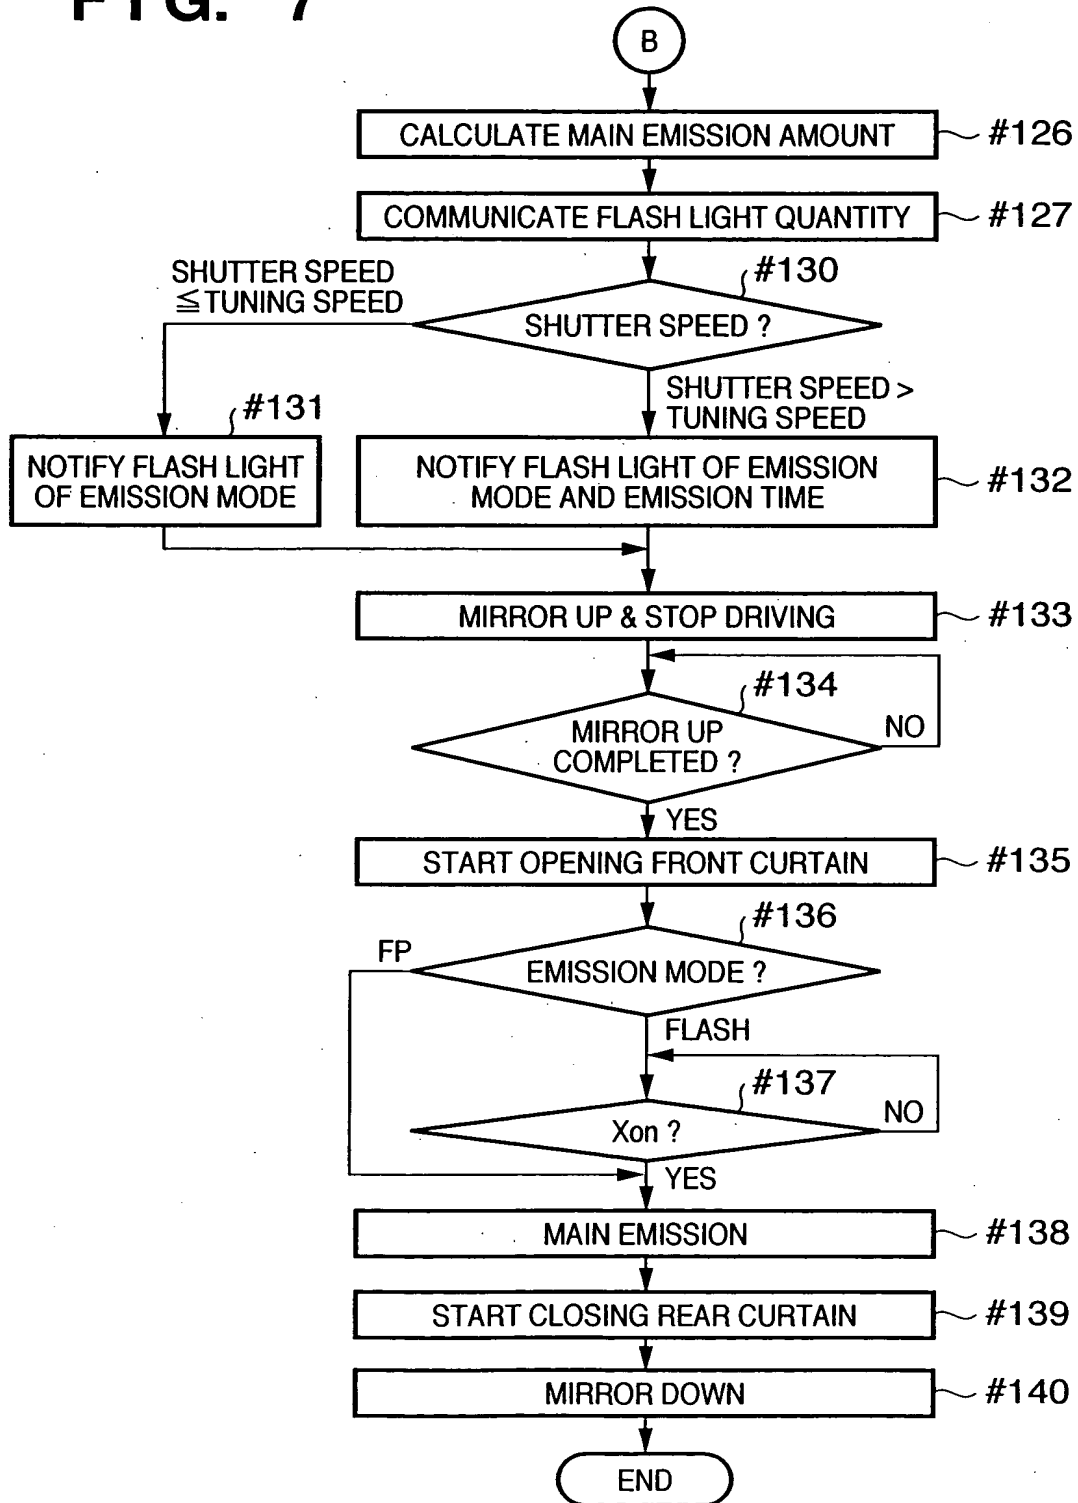 FIG. 7
B
CALCULATE MAIN EMISSION AMOUNT
#126
COMMUNICATE FLASH LIGHT QUANTITY
#127
#130
SHUTTER SPEED
≦TUNING SPEED
SHUTTER SPEED ?
SHUTTER SPEED >
TUNING SPEED
#131
NOTIFY FLASH LIGHT
OF EMISSION MODE
NOTIFY FLASH LIGHT OF EMISSION
MODE AND EMISSION TIME
#132
MIRROR UP & STOP DRIVING
#133
#134
MIRROR UP
COMPLETED ?
NO
YES
START OPENING FRONT CURTAIN
#135
#136
FP
EMISSION MODE ?
FLASH
#137
Xon ?
NO
YES
MAIN EMISSION
#138
START CLOSING REAR CURTAIN
#139
MIRROR DOWN
#140
END